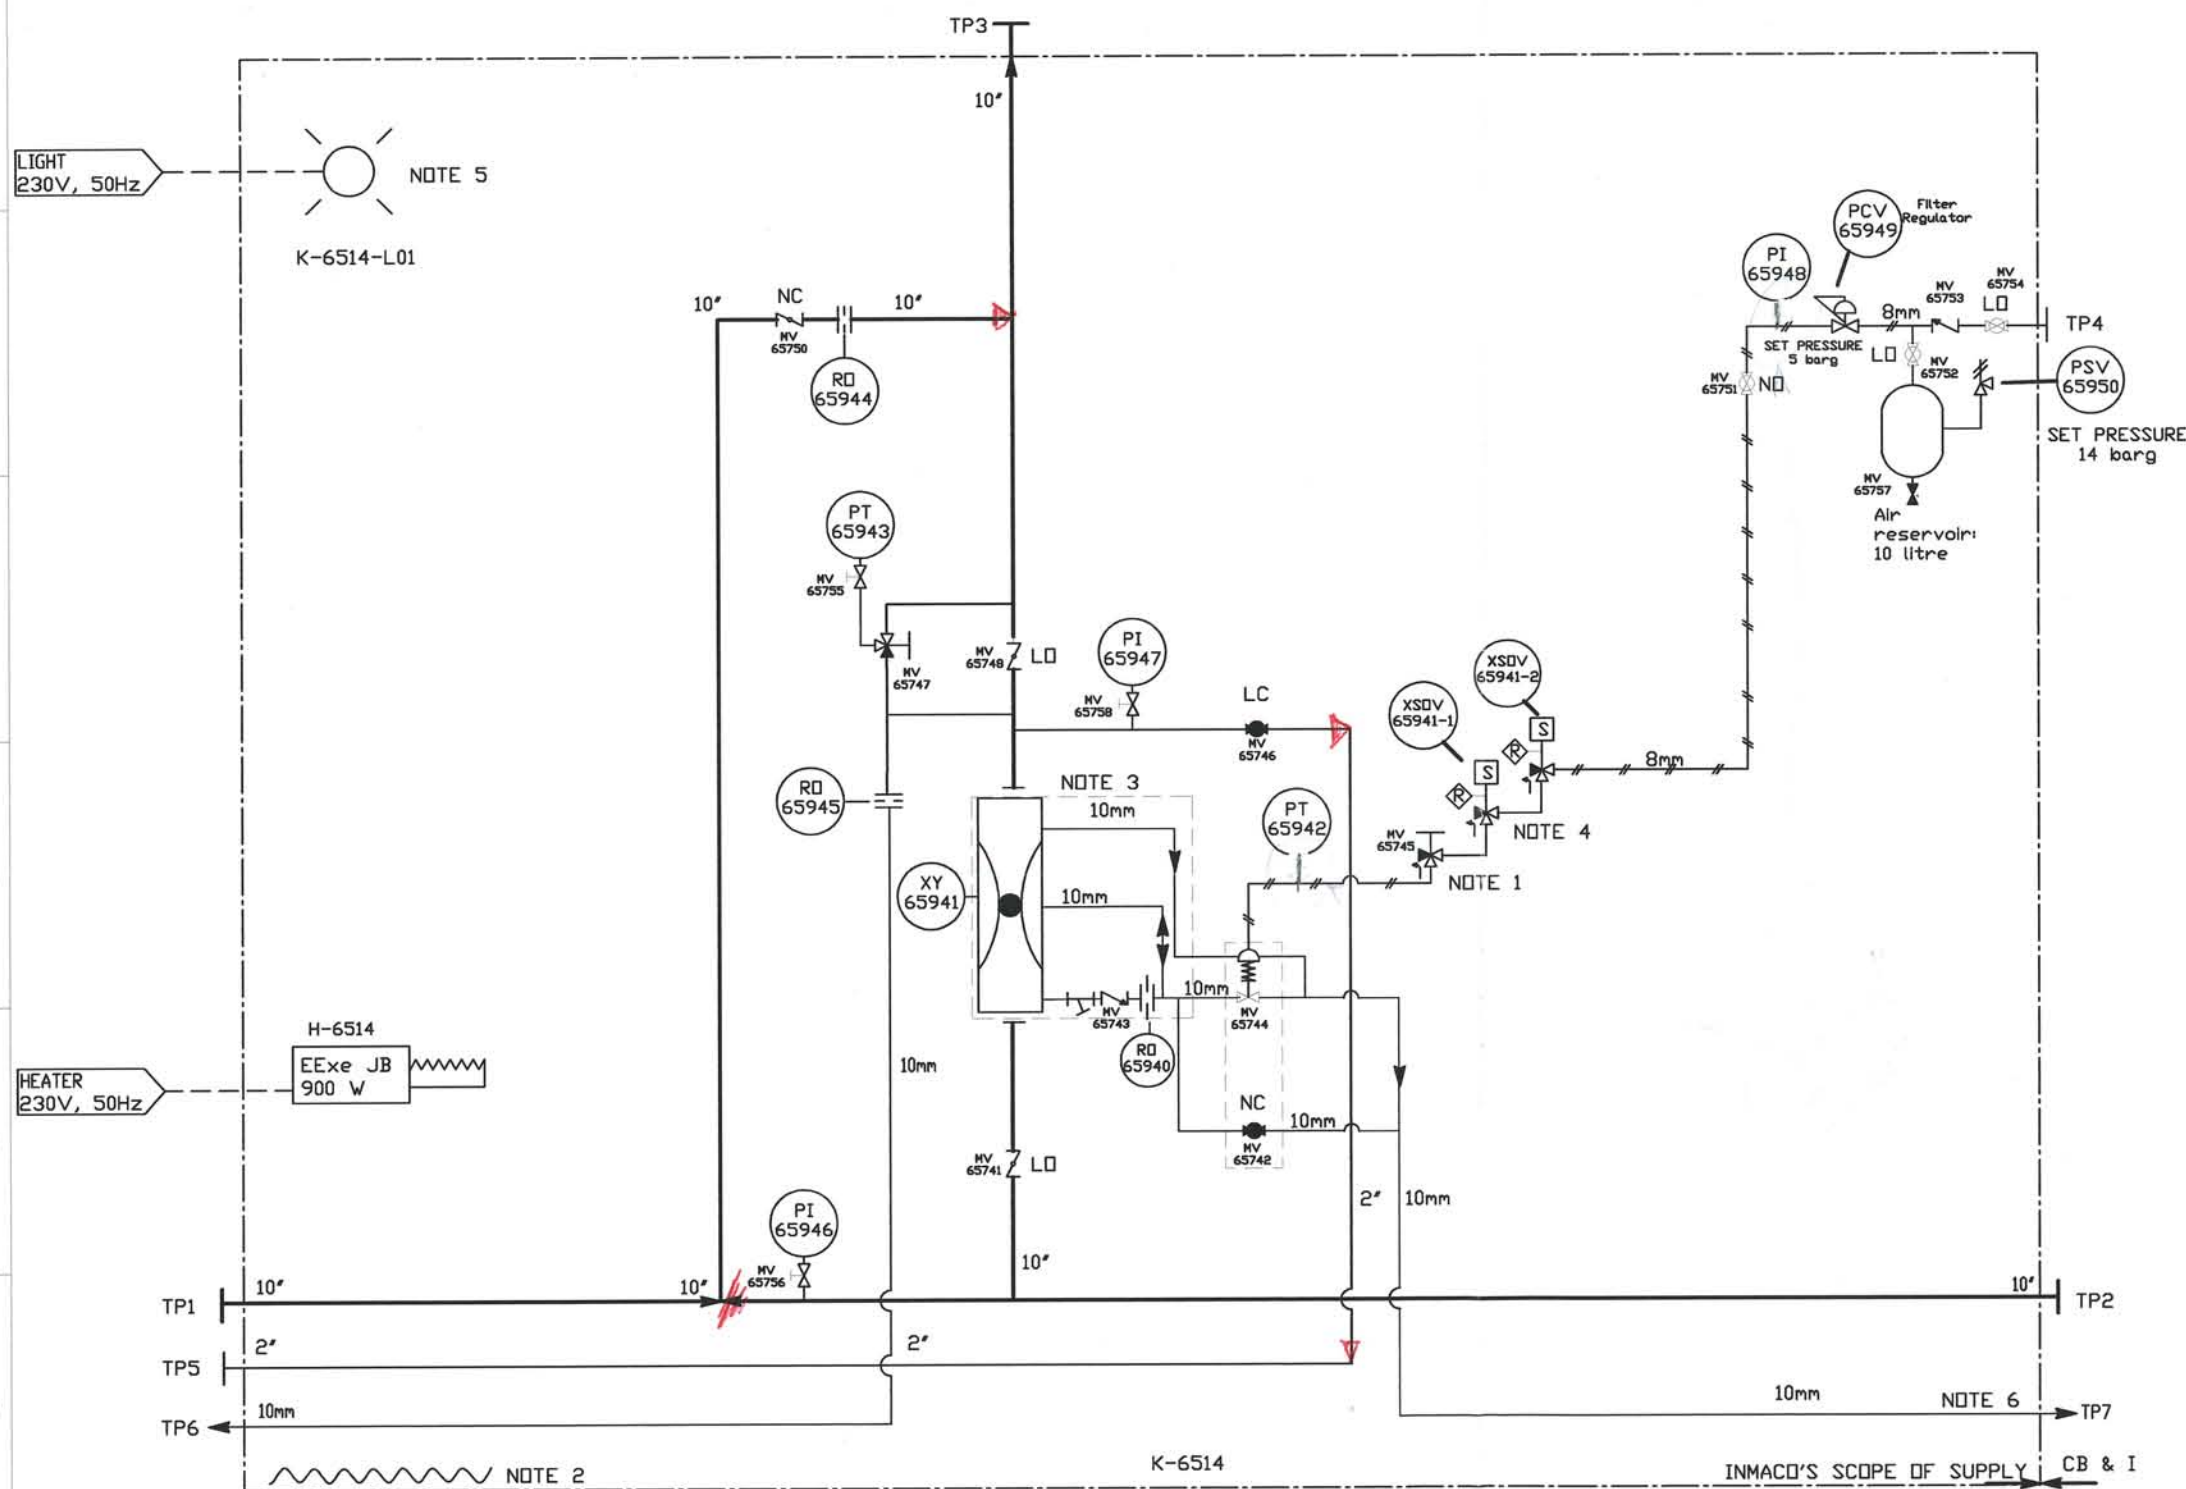 TP3
10"
LIGHT
230V, 50Hz
NOTE 5
K-6514-L01
PCV
65949
Filter
Regulator
PI
65948
MV
65753
MV
65754
LO
8mm
TP4
SET PRESSURE
5 barg
LO
MV
65752
MV
65751
NO
PSV
65950
SET PRESSURE
14 barg
MV
65757
Air
reservoir:
10 litre
10"
NC
10"
MV
65750
RO
65944
PT
65943
MV
65755
MV
65747
MV
65748
LO
PI
65947
MV
65758
LC
MV
65746
XSOV
65941-2
XSOV
65941-1
S
R
S
R
8mm
NOTE 4
MV
65745
NOTE 1
RO
65945
NOTE 3
10mm
PT
65942
XY
65941
10mm
10mm
MV
65743
MV
65744
RO
65940
10mm
NC
10mm
MV
65742
H-6514
EExe JB
900 W
HEATER
230V, 50Hz
MV
65741
LO
PI
65946
MV
65756
2"
10mm
10"
TP1
10"
10"
10"
TP2
TP5
2"
2"
TP6
10mm
10mm
NOTE 6
TP7
NOTE 2
K-6514
INMACO'S SCOPE OF SUPPLY
CB & I